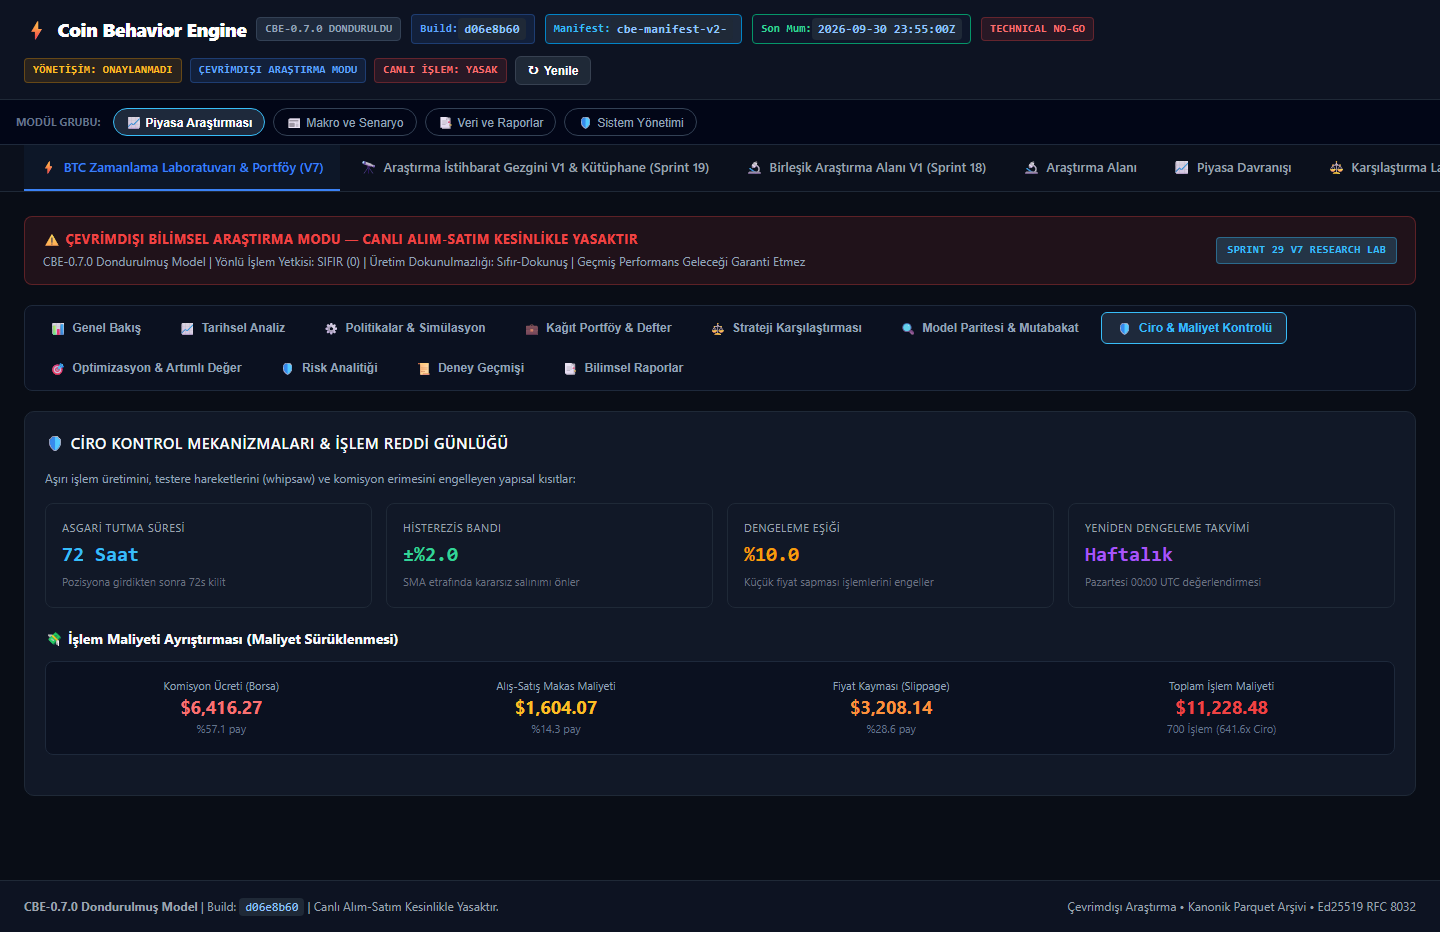 Coin Behavior Engine CBE-0.7.0 DONDURULDU Build: d06e8b60 Manifest: cbe-manifest-v2- Son Mum: 2026-09-30 23:55:00Z TECHNICAL NO-GO
YÖNETİŞİM: ONAYLANMADI ÇEVRİMDIŞI ARAŞTIRMA MODU CANLI İŞLEM: YASAK ↻ Yenile
MODÜL GRUBU: Piyasa Araştırması Makro ve Senaryo Veri ve Raporlar Sistem Yönetimi
BTC Zamanlama Laboratuvarı & Portföy (V7) Araştırma İstihbarat Gezgini V1 & Kütüphane (Sprint 19) Birleşik Araştırma Alanı V1 (Sprint 18) Araştırma Alanı Piyasa Davranışı Karşılaştırma La
ÇEVRİMDIŞI BİLİMSEL ARAŞTIRMA MODU — CANLI ALIM-SATIM KESİNLİKLE YASAKTIR
CBE-0.7.0 Dondurulmuş Model | Yönlü İşlem Yetkisi: SIFIR (0) | Üretim Dokunulmazlığı: Sıfır-Dokunuş | Geçmiş Performans Geleceği Garanti Etmez
SPRINT 29 V7 RESEARCH LAB
Genel Bakış Tarihsel Analiz Politikalar & Simülasyon Kağıt Portföy & Defter Strateji Karşılaştırması Model Paritesi & Mutabakat Ciro & Maliyet Kontrolü
Optimizasyon & Artımlı Değer Risk Analitiği Deney Geçmişi Bilimsel Raporlar
CİRO KONTROL MEKANİZMALARI & İŞLEM REDDİ GÜNLÜĞÜ
Aşırı işlem üretimini, testere hareketlerini (whipsaw) ve komisyon erimesini engelleyen yapısal kısıtlar:
ASGARİ TUTMA SÜRESİ HİSTEREZİS BANDI DENGELEME EŞİĞİ YENİDEN DENGELEME TAKVİMİ
72 Saat ±%2.0 %10.0 Haftalık
Pozisyona girdikten sonra 72s kilit SMA etrafında kararsız salınımı önler Küçük fiyat sapması işlemlerini engeller Pazartesi 00:00 UTC değerlendirmesi
İşlem Maliyeti Ayrıştırması (Maliyet Sürüklenmesi)
Komisyon Ücreti (Borsa) Alış-Satış Makas Maliyeti Fiyat Kayması (Slippage) Toplam İşlem Maliyeti
$6,416.27 $1,604.07 $3,208.14 $11,228.48
%57.1 pay %14.3 pay %28.6 pay 700 İşlem (641.6x Ciro)
CBE-0.7.0 Dondurulmuş Model | Build: d06e8b60 | Canlı Alım-Satım Kesinlikle Yasaktır. Çevrimdışı Araştırma • Kanonik Parquet Arşivi • Ed25519 RFC 8032